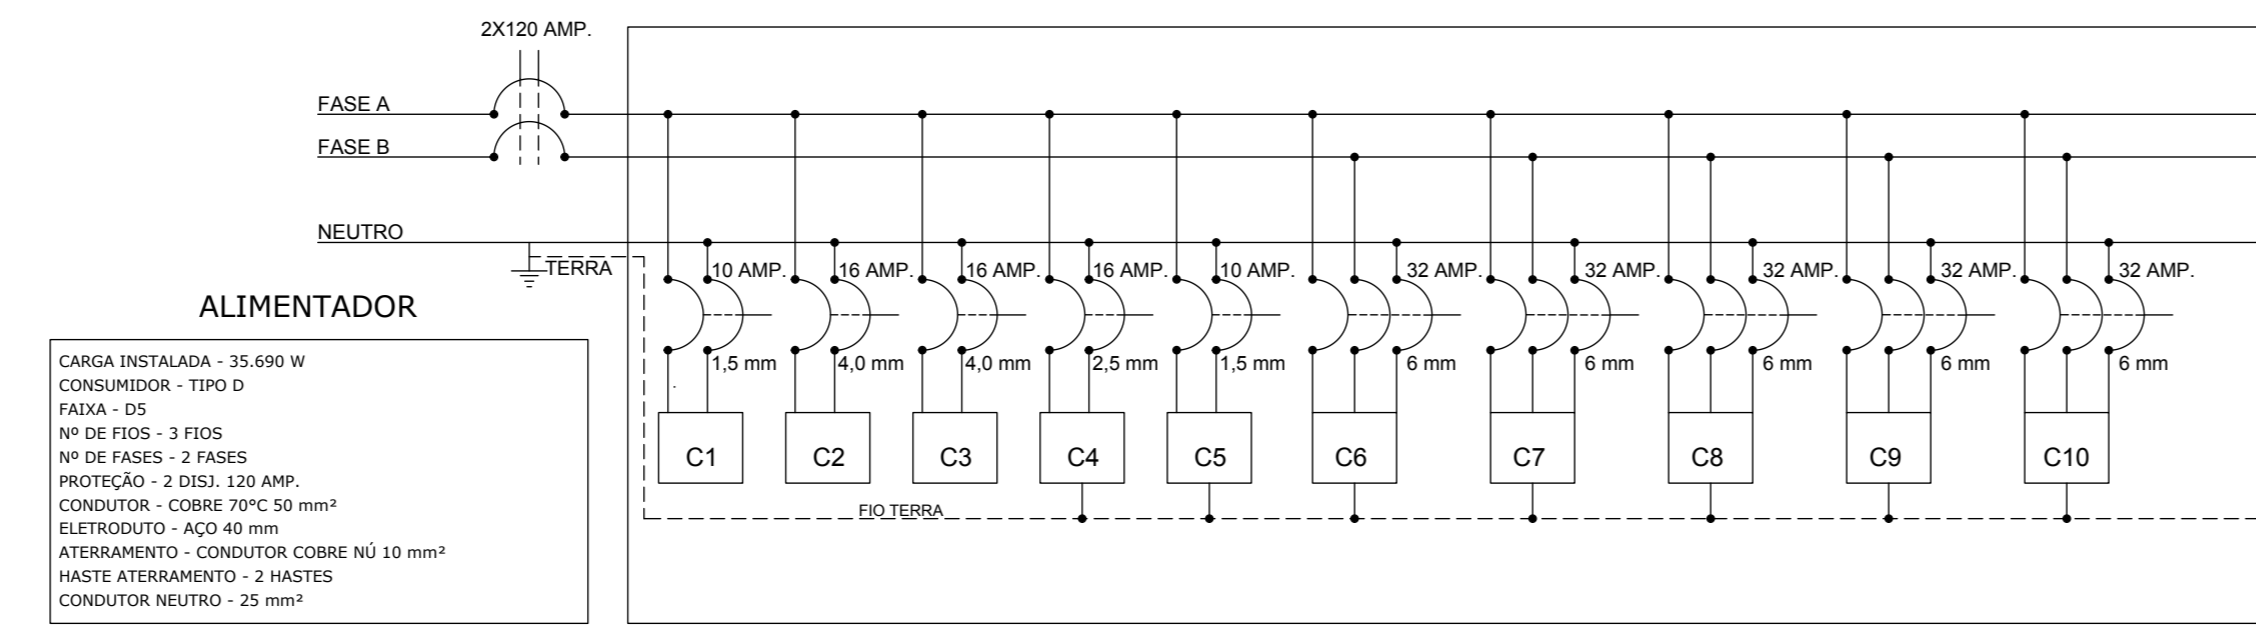 2X120 AMP.
FASE A
FASE B
NEUTRO
TERRA
10 AMP.
16 AMP.
16 AMP.
16 AMP.
10 AMP.
32 AMP.
32 AMP.
32 AMP.
32 AMP.
32 AMP.
1,5 mm
4,0 mm
4,0 mm
2,5 mm
1,5 mm
6 mm
6 mm
6 mm
6 mm
6 mm
C1
C2
C3
C4
C5
C6
C7
C8
C9
C10
FIO TERRA
ALIMENTADOR
CARGA INSTALADA - 35.690 W
CONSUMIDOR - TIPO D
FAIXA - D5
Nº DE FIOS - 3 FIOS
Nº DE FASES - 2 FASES
PROTEÇÃO - 2 DISJ. 120 AMP.
CONDUTOR - COBRE 70°C 50 mm²
ELETRODUTO - AÇO 40 mm
ATERRAMENTO - CONDUTOR COBRE NÚ 10 mm²
HASTE ATERRAMENTO - 2 HASTES
CONDUTOR NEUTRO - 25 mm²